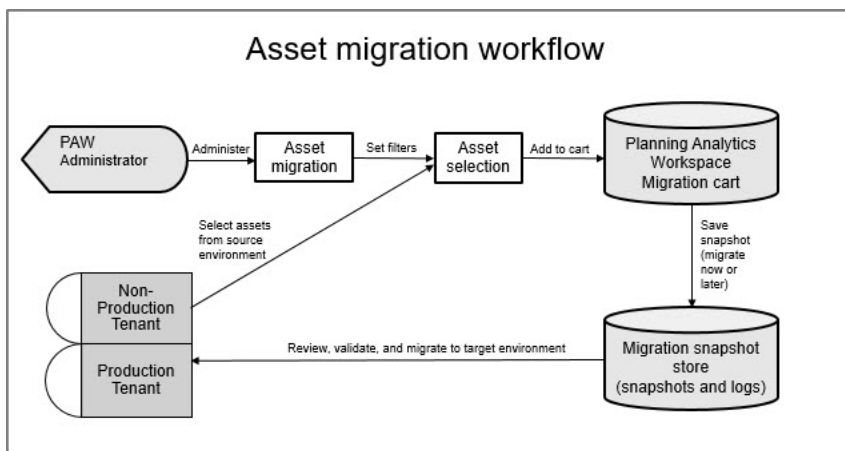 Asset migration workflow
PAW
Administrator
Administer
Asset
migration
Set filters
Asset
selection
Add to cart
Planning Analytics
Workspace
Migration cart
Select assets
from source
environment
Save
snapshot
(migrate
now or
later)
Non-
Production
Tenant
Production
Tenant
Review, validate, and migrate to target environment
Migration snapshot
store
(snapshots and logs)